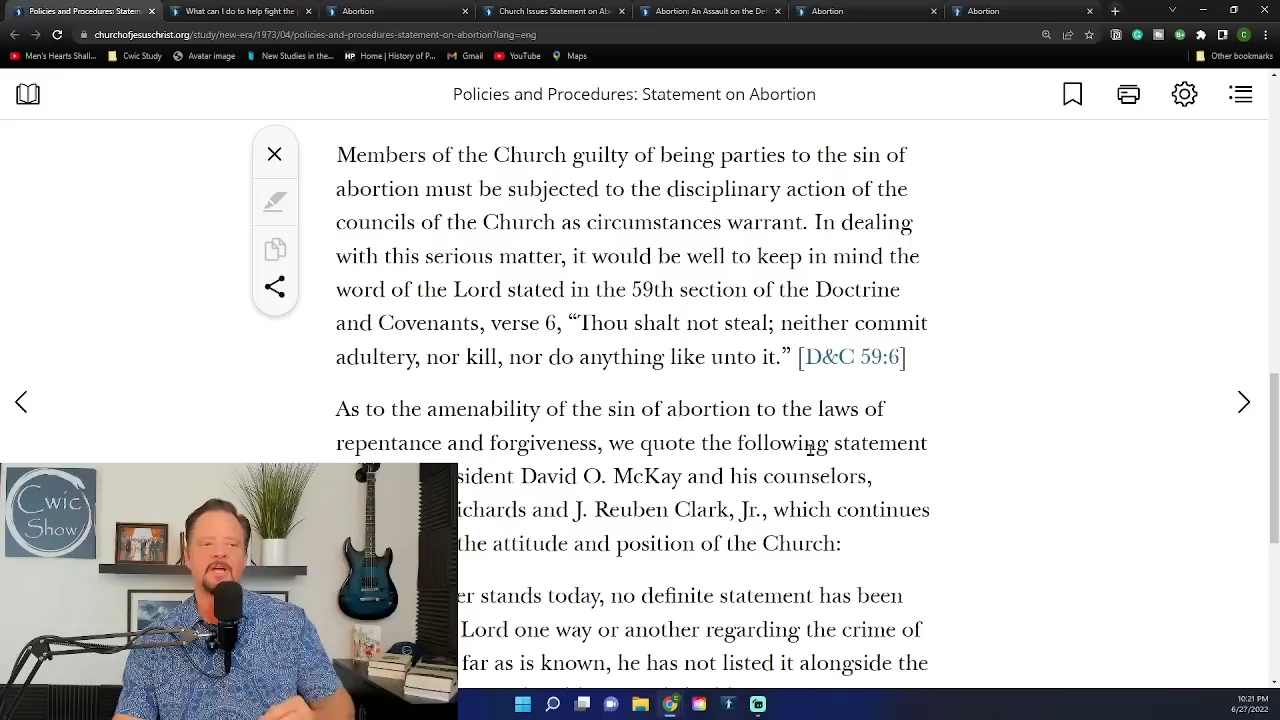 Policies and Procedures: Statem
What can I do to help fight the
Abortion
Church Issues Statement on Ab
Abortion: An Assault on the Def
Abortion
Abortion
churchofjesuschrist.org/study/new-era/1973/04/policies-and-procedures-statement-on-abortion?lang=eng
Men's Hearts Shall... Cwic Study Avatar image New Studies in the... HP Home | History of P... Gmail YouTube Maps Other bookmarks
Policies and Procedures: Statement on Abortion
Members of the Church guilty of being parties to the sin of
abortion must be subjected to the disciplinary action of the
councils of the Church as circumstances warrant. In dealing
with this serious matter, it would be well to keep in mind the
word of the Lord stated in the 59th section of the Doctrine
and Covenants, verse 6, “Thou shalt not steal; neither commit
adultery, nor kill, nor do anything like unto it.” [D&C 59:6]
As to the amenability of the sin of abortion to the laws of
repentance and forgiveness, we quote the following statement
sident David O. McKay and his counselors,
ichards and J. Reuben Clark, Jr., which continues
the attitude and position of the Church:
er stands today, no definite statement has been
Lord one way or another regarding the crime of
far as is known, he has not listed it alongside the
Cwic
Show
10:21 PM
6/27/2022